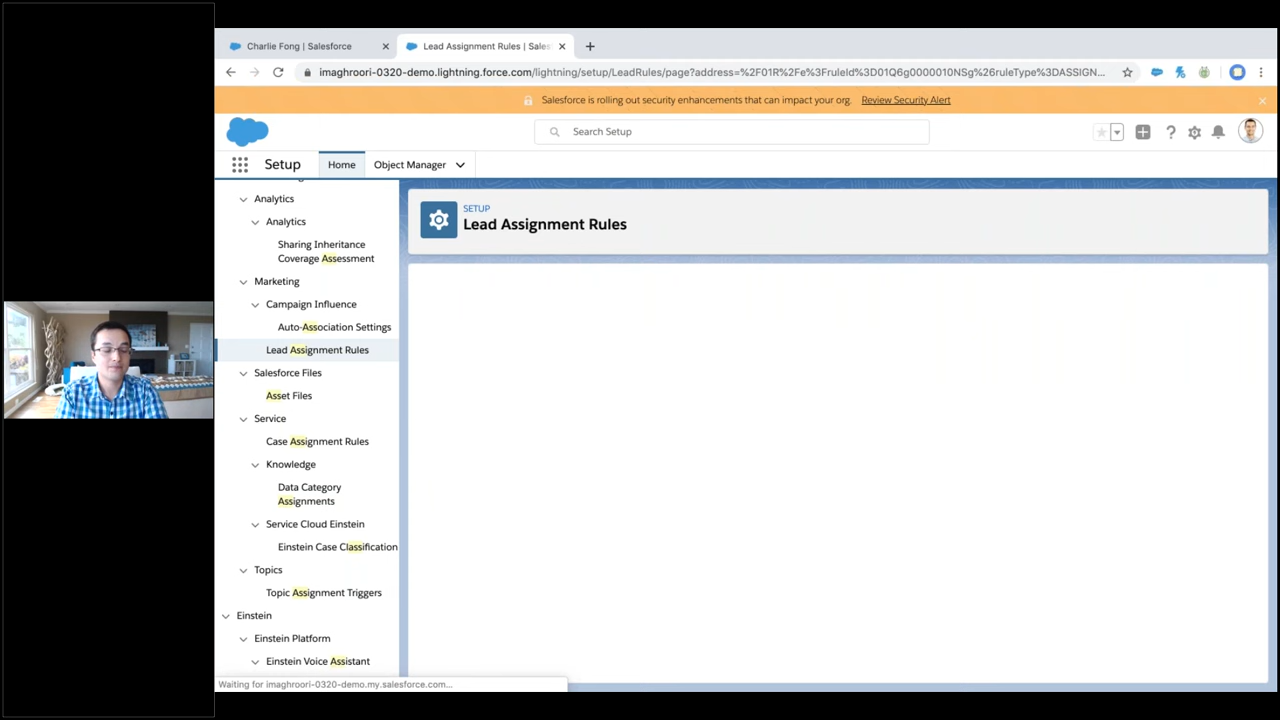 Charlie Fong | Salesforce
Lead Assignment Rules | Sales
imaghroori-0320-demo.lightning.force.com/lightning/setup/LeadRules/page?address=%2F01R%2Fe%3FruleId%3D01Q6g0000010NSg%26ruleType%3DASSIGN...
Salesforce is rolling out security enhancements that can impact your org. Review Security Alert
Search Setup
Setup
Home
Object Manager
Analytics
Analytics
Sharing Inheritance
Coverage Assessment
Marketing
Campaign Influence
Auto-Association Settings
Lead Assignment Rules
Salesforce Files
Asset Files
Service
Case Assignment Rules
Knowledge
Data Category
Assignments
Service Cloud Einstein
Einstein Case Classification
Topics
Topic Assignment Triggers
Einstein
Einstein Platform
Einstein Voice Assistant
SETUP
Lead Assignment Rules
Waiting for imaghroori-0320-demo.my.salesforce.com...